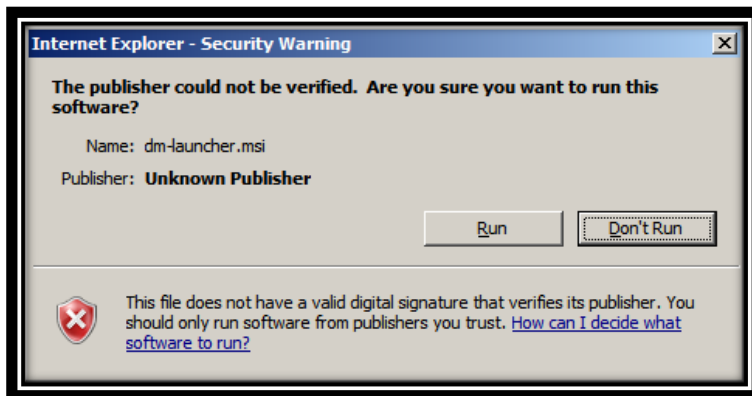 Internet Explorer - Security Warning
The publisher could not be verified.  Are you sure you want to run this
software?
Name: dm-launcher.msi
Publisher: Unknown Publisher
Run Don't Run
This file does not have a valid digital signature that verifies its publisher. You
should only run software from publishers you trust. How can I decide what
software to run?